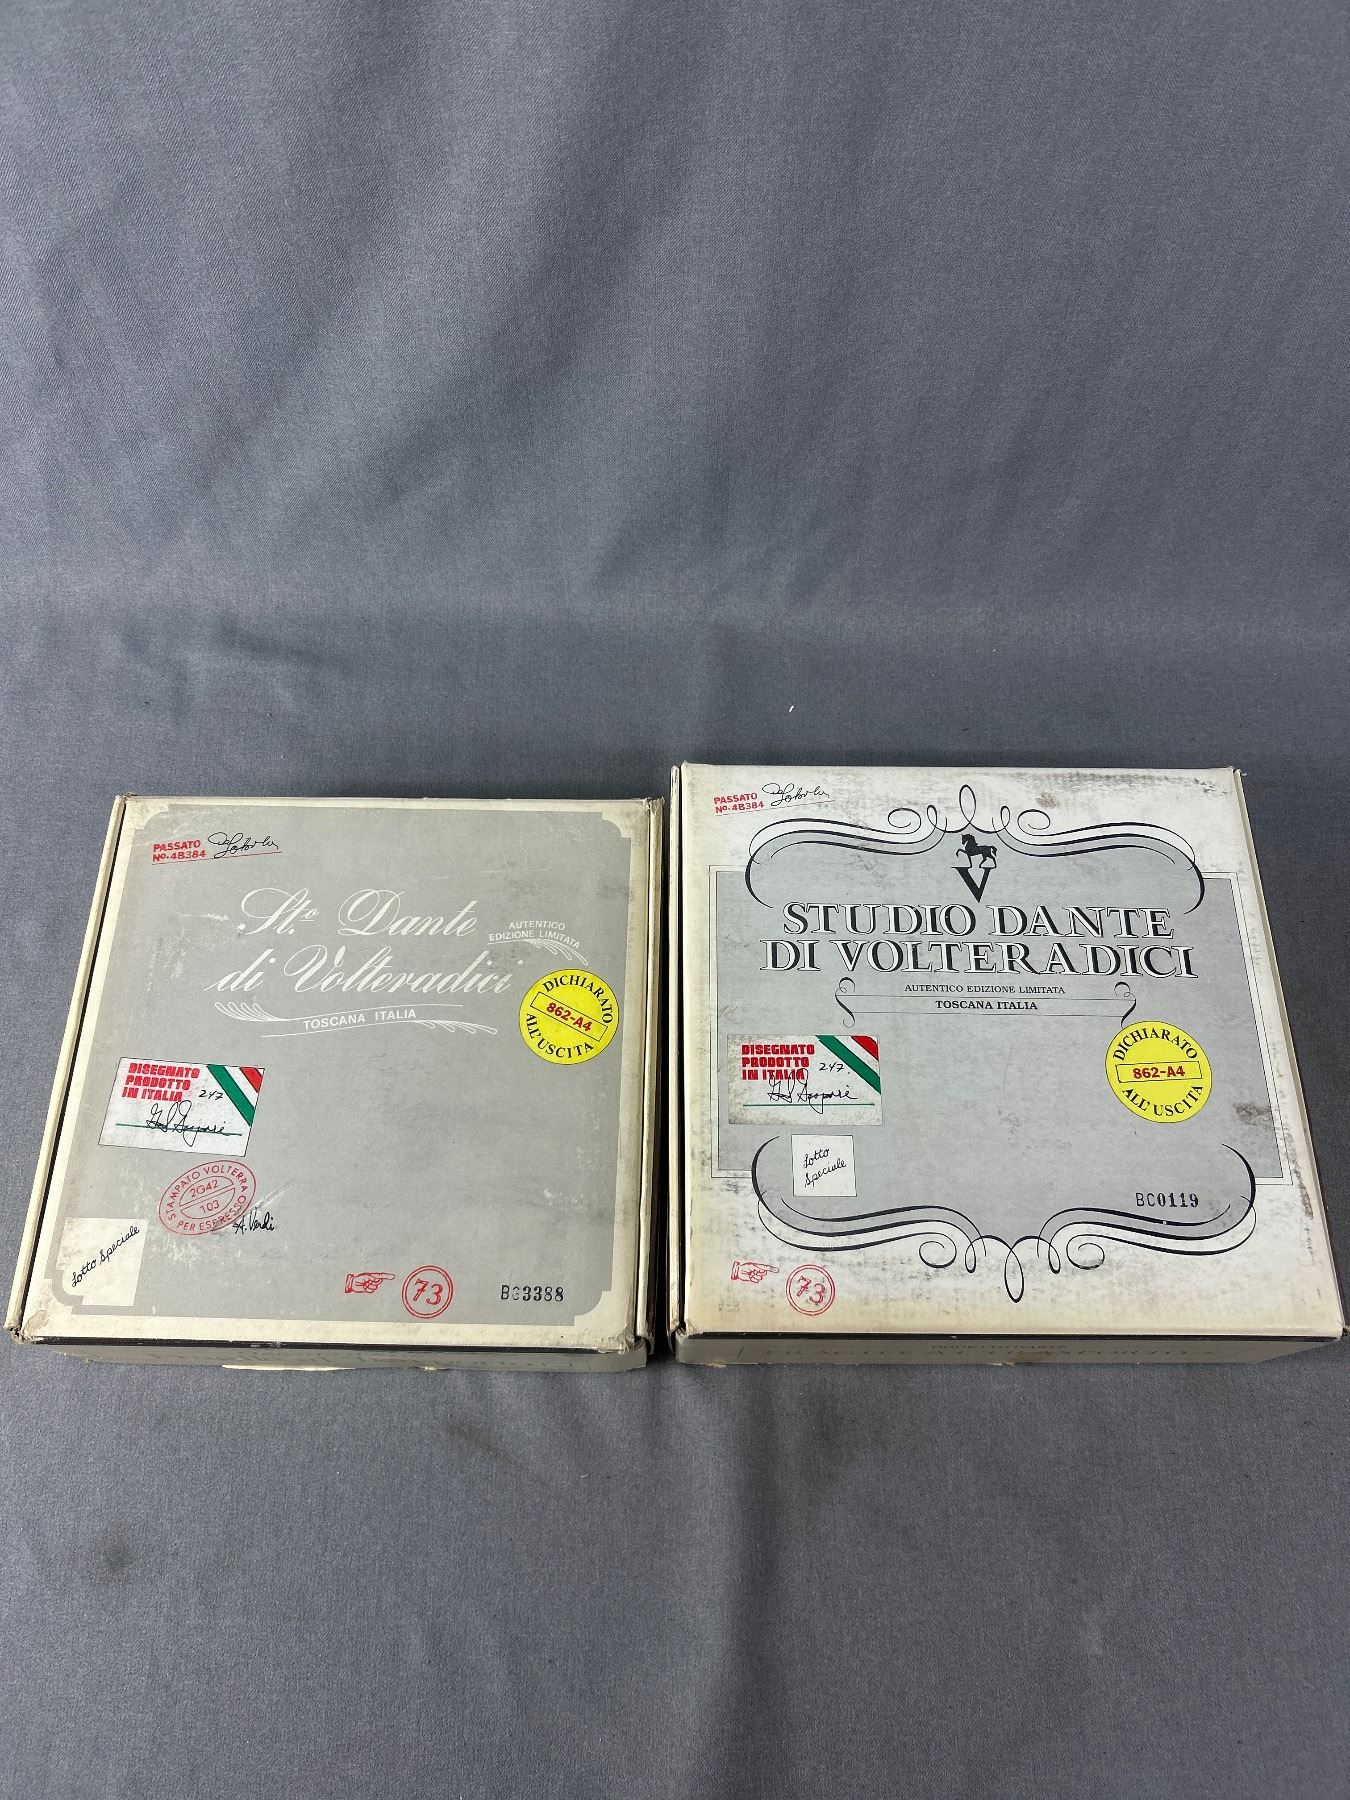 PASSATO
Nº.4B384
St.º Dante
di Volteradici
AUTENTICO
EDIZIONE LIMITATA
TOSCANA ITALIA
DICHIARATO
862-A4
ALL'USCITA
DISEGNATO
PRODOTTO
IN ITALIA
247
STAMPATO VOLTERRA
2G42
103
PER ESPRESSO
A. Verdi
Lotto Speciale
73
BC3388
PASSATO
Nº.4B384
V
STUDIO DANTE
DI VOLTERADICI
AUTENTICO EDIZIONE LIMITATA
TOSCANA ITALIA
DISEGNATO
PRODOTTO
IN ITALIA
247
DICHIARATO
862-A4
ALL'USCITA
Lotto
Speciale
BC0119
73